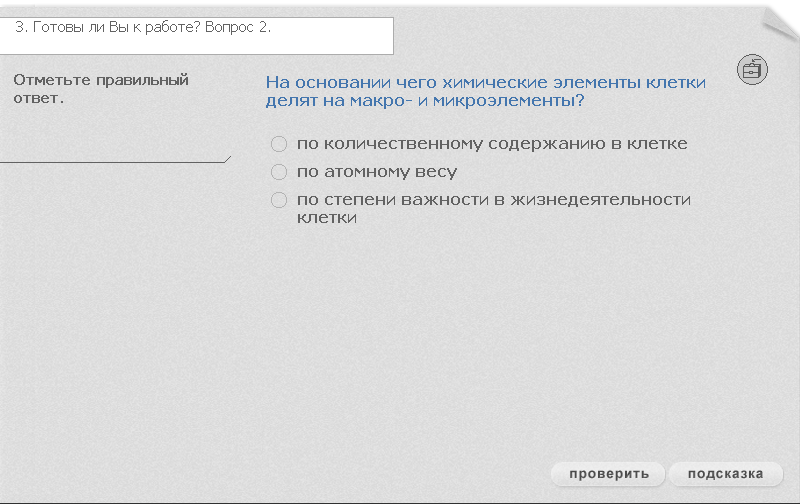 3. Готовы ли Вы к работе? Вопрос 2.
Отметьте правильный
ответ.
На основании чего химические элементы клетки
делят на макро- и микроэлементы?
по количественному содержанию в клетке
по атомному весу
по степени важности в жизнедеятельности
клетки
проверить
подсказка